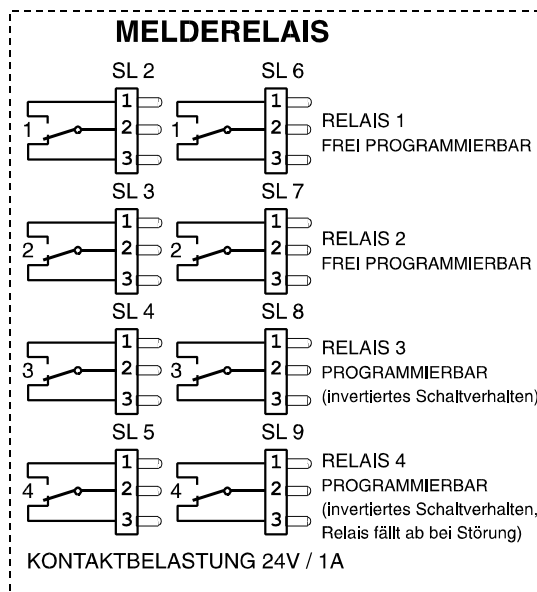 MELDERELAIS
SL 2 SL 6
1 1
1 2 1 2 RELAIS 1
3 3 FREI PROGRAMMIERBAR
SL 3 SL 7
1 1
2 2 2 2 RELAIS 2
3 3 FREI PROGRAMMIERBAR
SL 4 SL 8
1 1 RELAIS 3
3 2 3 2 PROGRAMMIERBAR
3 3 (invertiertes Schaltverhalten)
SL 5 SL 9
1 1 RELAIS 4
4 2 4 2 PROGRAMMIERBAR
3 3 (invertiertes Schaltverhalten,
Relais fällt ab bei Störung)
KONTAKTBELASTUNG 24V / 1A